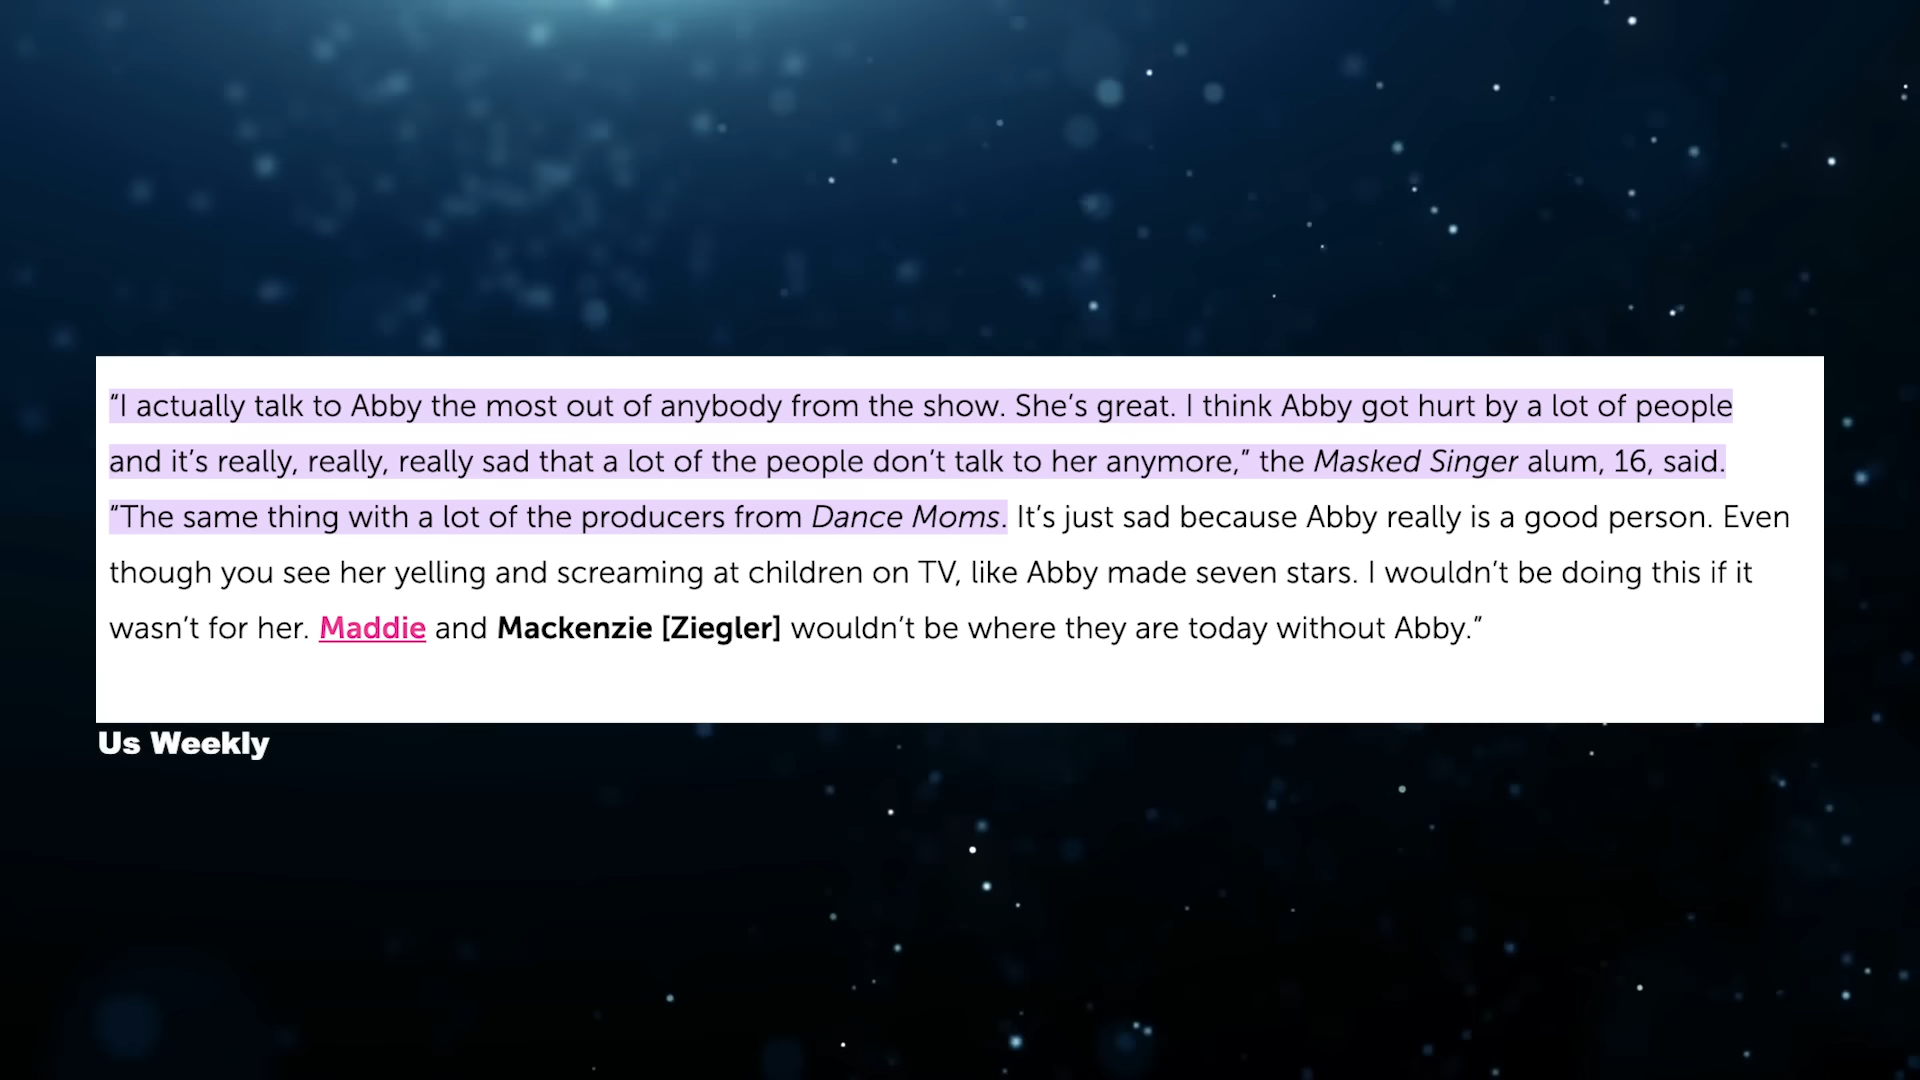 “I actually talk to Abby the most out of anybody from the show. She’s great. I think Abby got hurt by a lot of people
and it’s really, really, really sad that a lot of the people don’t talk to her anymore,” the Masked Singer alum, 16, said.
“The same thing with a lot of the producers from Dance Moms. It’s just sad because Abby really is a good person. Even
though you see her yelling and screaming at children on TV, like Abby made seven stars. I wouldn’t be doing this if it
wasn’t for her. Maddie and Mackenzie [Ziegler] wouldn’t be where they are today without Abby.”
Us Weekly